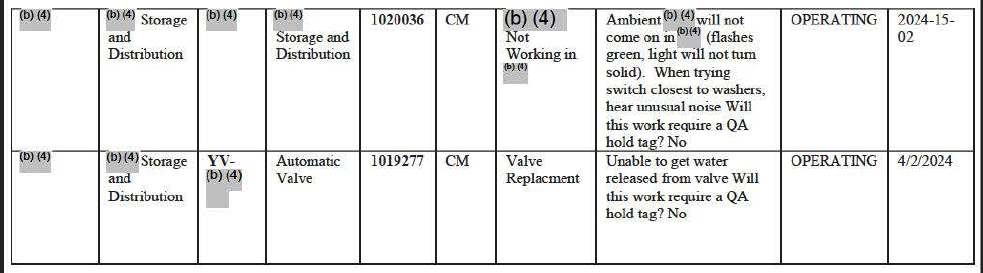 (b) (4)
(b) (4) Storage
and
Distribution
(b) (4)
(b) (4)
Storage and
Distribution
1020036
CM
(b) (4)
Not
Working in
(b) (4)
Ambient (b) (4) will not
come on in (b) (4) (flashes
green, light will not turn
solid). When trying
switch closest to washers,
hear unusual noise Will
this work require a QA
hold tag? No
OPERATING
2024-15-
02
(b) (4)
(b) (4) Storage
and
Distribution
YV-
(b) (4)
Automatic
Valve
1019277
CM
Valve
Replacment
Unable to get water
released from valve Will
this work require a QA
hold tag? No
OPERATING
4/2/2024